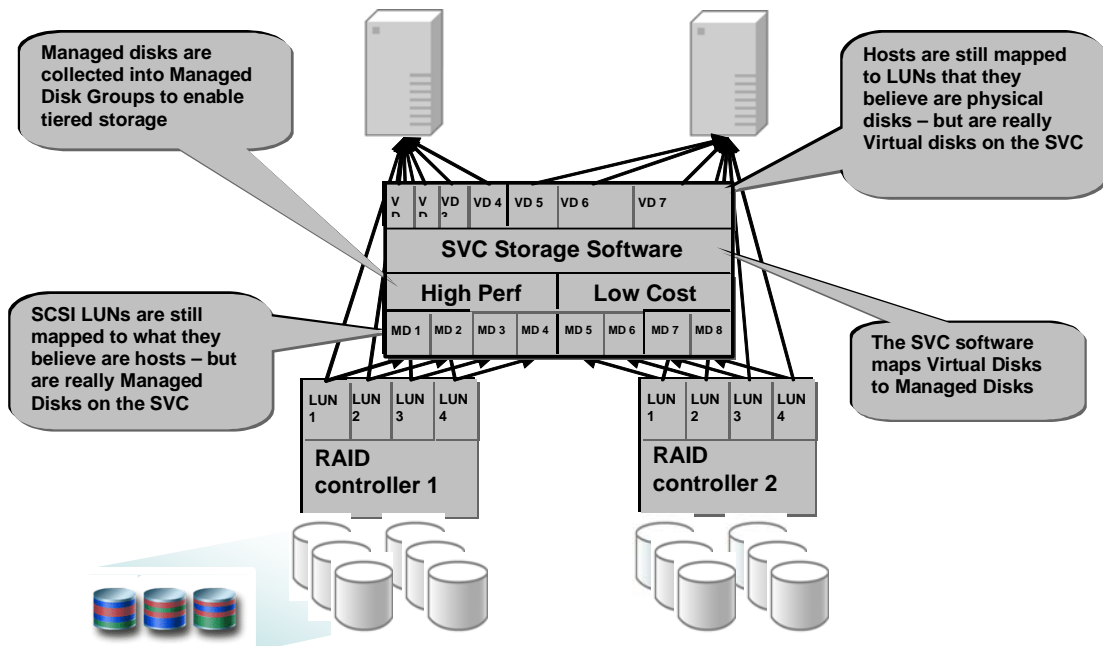 Managed disks are
collected into Managed
Disk Groups to enable
tiered storage
Hosts are still mapped
to LUNs that they
believe are physical
disks – but are really
Virtual disks on the SVC
VD 4
VD 5
VD 6
VD 7
V
V
VD
SVC Storage Software
High Perf
Low Cost
MD 1
MD 2
MD 3
MD 4
MD 5
MD 6
MD 7
MD 8
SCSI LUNs are still
mapped to what they
believe are hosts – but
are really Managed
Disks on the SVC
The SVC software
maps Virtual Disks
to Managed Disks
LUN
1
LUN
2
LUN
3
LUN
4
RAID
controller 1
LUN
1
LUN
2
LUN
3
LUN
4
RAID
controller 2